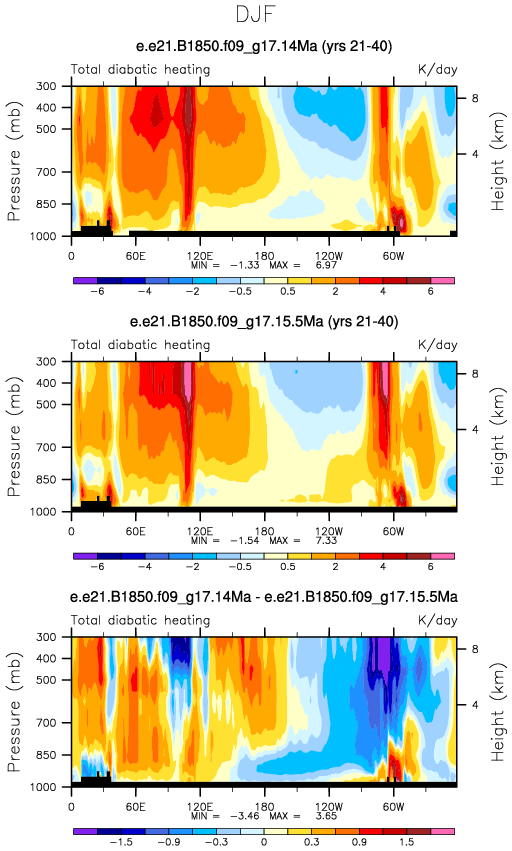 DJF
e.e21.B1850.f09_g17.14Ma (yrs 21-40)
Total diabatic heating K/day
Pressure (mb)
300
400
500
700
850
1000
8
4
Height (km)
0 60E 120E 180 120W 60W
MIN = -1.33 MAX = 6.97
-6 -4 -2 -0.5 0.5 2 4 6
e.e21.B1850.f09_g17.15.5Ma (yrs 21-40)
Total diabatic heating K/day
Pressure (mb)
300
400
500
700
850
1000
8
4
Height (km)
0 60E 120E 180 120W 60W
MIN = -1.54 MAX = 7.33
-6 -4 -2 -0.5 0.5 2 4 6
e.e21.B1850.f09_g17.14Ma - e.e21.B1850.f09_g17.15.5Ma
Total diabatic heating K/day
Pressure (mb)
300
400
500
700
850
1000
8
4
Height (km)
0 60E 120E 180 120W 60W
MIN = -3.46 MAX = 3.65
-1.5 -0.9 -0.3 0 0.3 0.9 1.5